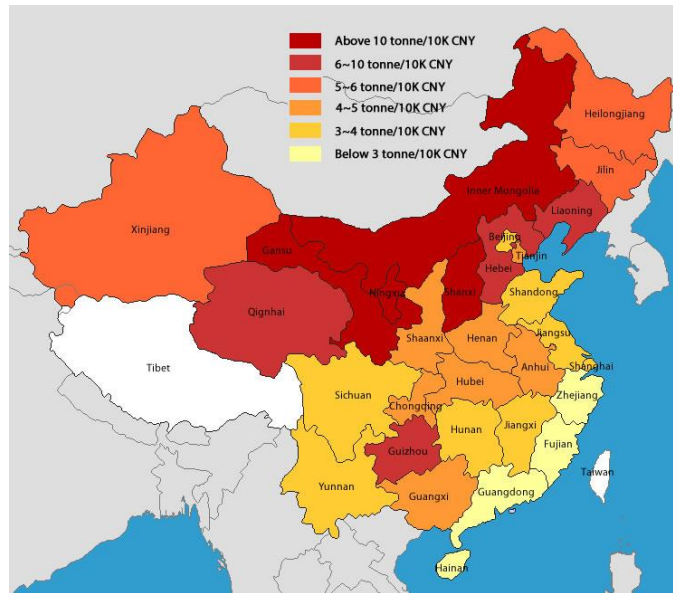 Above 10 tonne/10K CNY
6~10 tonne/10K CNY
5~6 tonne/10K CNY
4~5 tonne/10K CNY
3~4 tonne/10K CNY
Below 3 tonne/10K CNY
Heilongjiang
Jilin
Inner Mongolia
Liaoning
Xinjiang
Beijing
Gansu
Tianjin
Hebei
Ningxia
Shanxi
Shandong
Qignhai
Shaanxi
Henan
Jiangsu
Tibet
Anhui
Shanghai
Sichuan
Hubei
Zhejiang
Chongqing
Hunan
Jiangxi
Guizhou
Fujian
Taiwan
Yunnan
Guangxi
Guangdong
Hainan